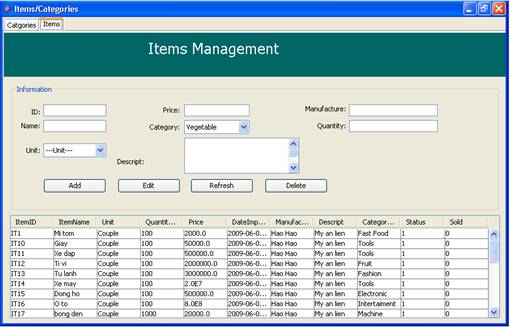 Items/Categories
Catgories Items
Items Management
Information
ID: Price: Manufacture:
Name: Category: Vegetable Quantity:
Unit: ---Unit--- Descript:
Add Edit Refresh Delete
ItemID ItemName Unit Quantit... Price DateImp... Manufac... Descript Categor... Status Sold
IT1 Mi tom Couple 100 2000.0 2009-06-0... Hao Hao My an lien Fast Food 1 0
IT10 Giay Couple 100 50000.0 2009-06-0... Hao Hao My an lien Tools 1 0
IT11 Xe dap Couple 100 500000.0 2009-06-0... Hao Hao My an lien Tools 1 0
IT12 Ti vi Couple 100 2000000.0 2009-06-0... Hao Hao My an lien Fruit 1 0
IT13 Tu lanh Couple 100 3000000.0 2009-06-0... Hao Hao My an lien Fashion 1 0
IT14 Xe may Couple 100 2.0E7 2009-06-0... Hao Hao My an lien Tools 1 0
IT15 Dong ho Couple 100 500000.0 2009-06-0... Hao Hao My an lien Electronic 1 0
IT16 O to Couple 100 8.0E8 2009-06-0... Hao Hao My an lien Intertaiment 1 0
IT17 bong den Couple 1000 20000.0 2009-06-0... Hao Hao My an lien Machine 1 0